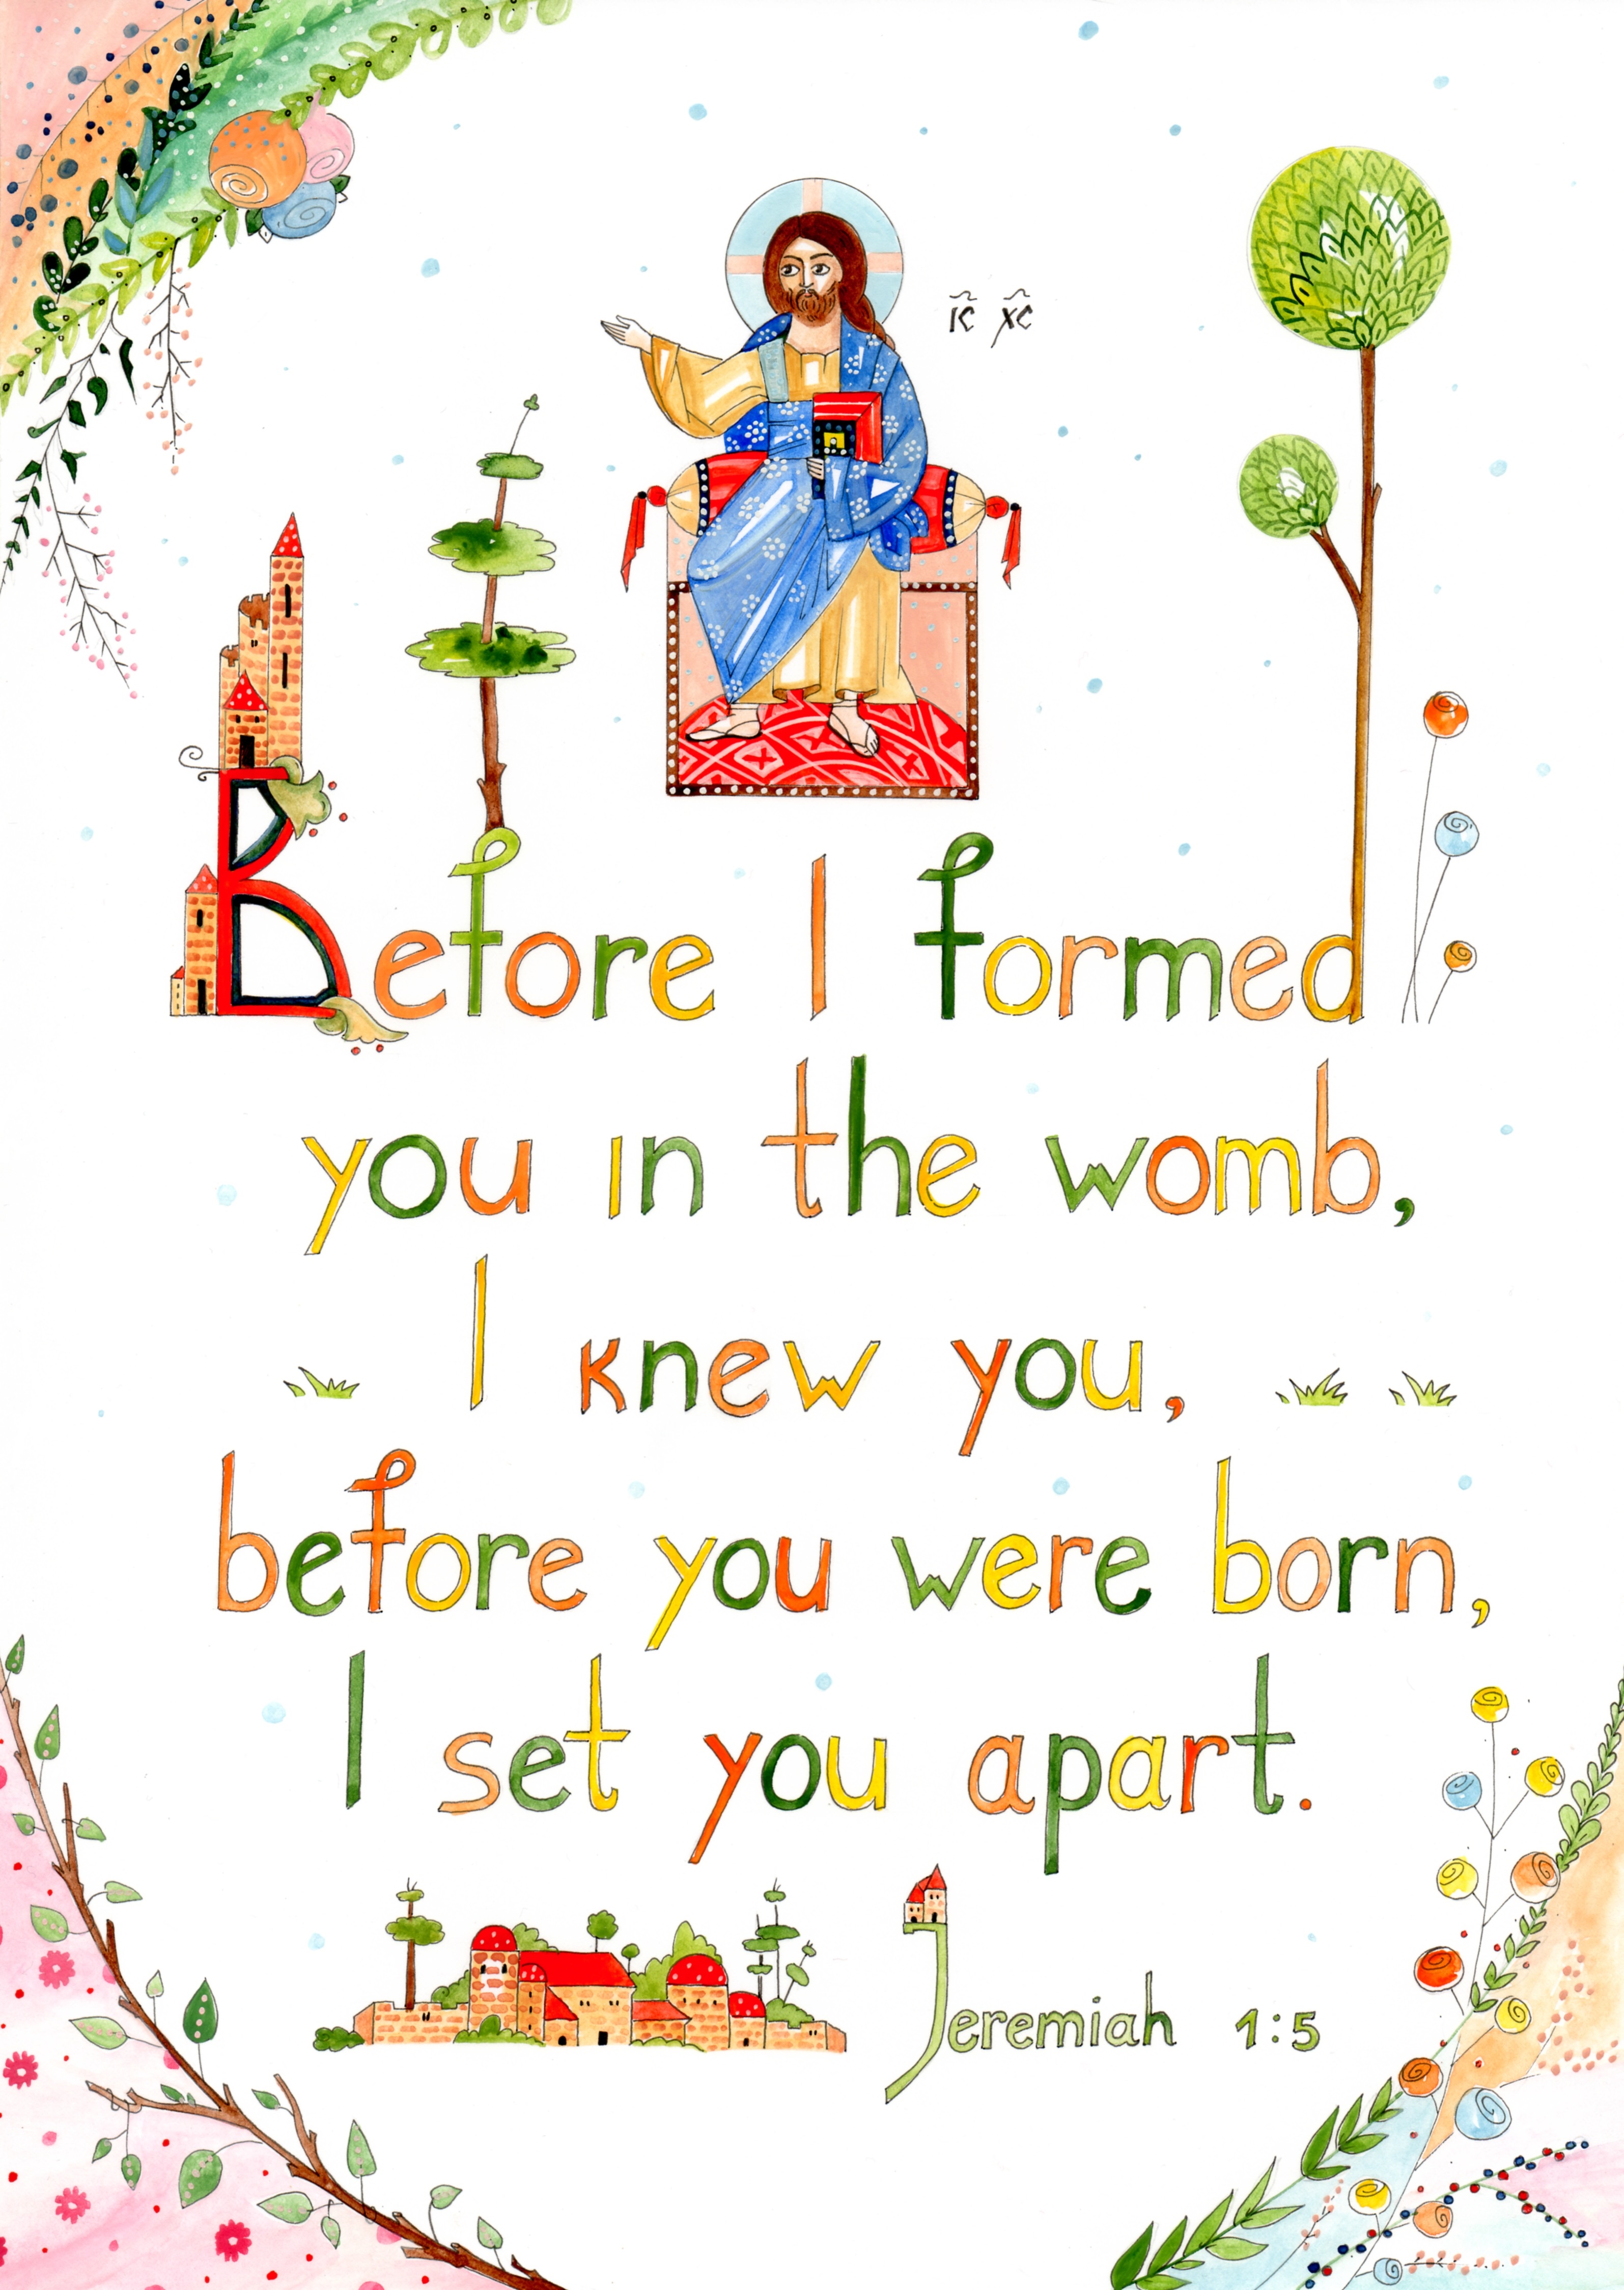 IC XC
Before I formed
you in the womb,
I knew you,
before you were born,
I set you apart.
Jeremiah 1:5